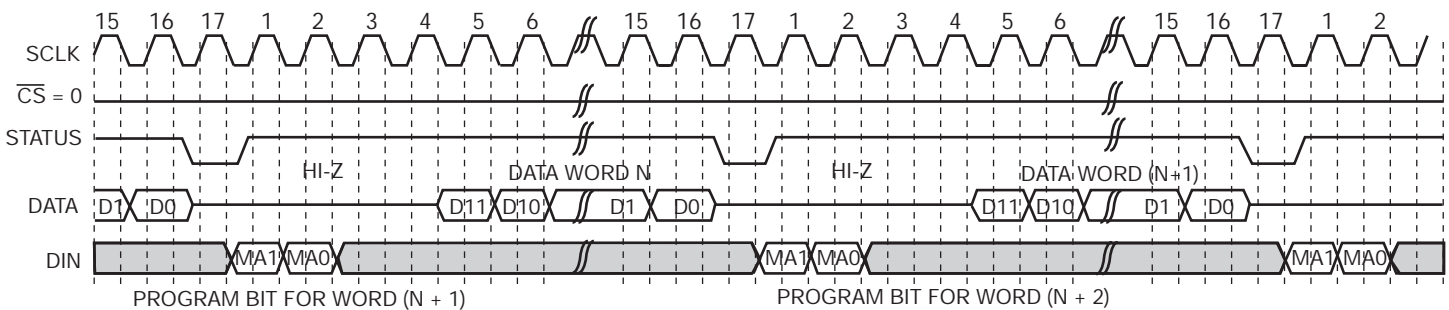 15 16 17 1 2 3 4 5 6 15 16 17 1 2 3 4 5 6 15 16 17 1 2
SCLK
CS = 0
STATUS
HI-Z DATA WORD N HI-Z DATA WORD (N+1)
DATA D1 D0 D11 D10 D1 D0 D11 D10 D1 D0
DIN MA1 MA0 MA1 MA0 MA1 MA0
PROGRAM BIT FOR WORD (N + 1) PROGRAM BIT FOR WORD (N + 2)